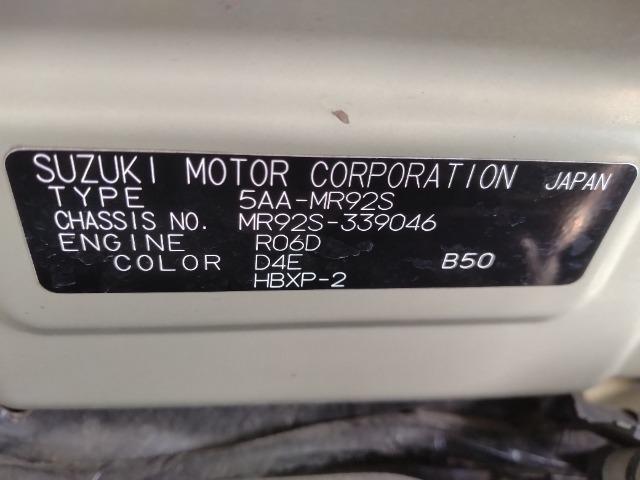 SUZUKI MOTOR CORPORATION JAPAN
TYPE 5AA-MR92S
CHASSIS NO. MR92S-339046
ENGINE R06D
COLOR D4E B50
HBXP-2